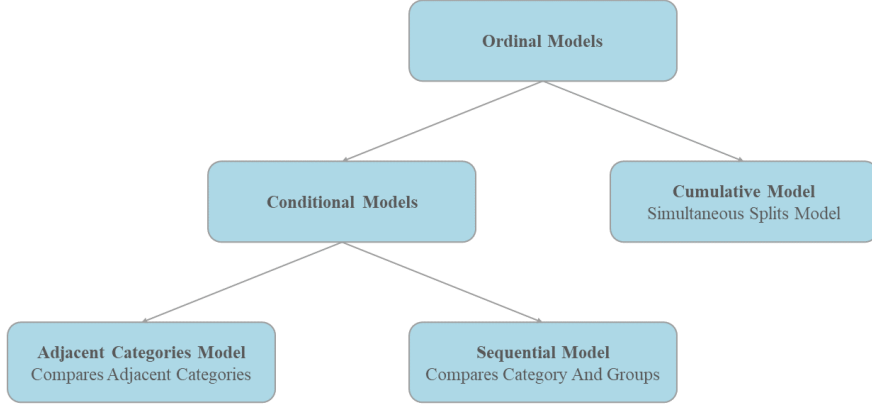 Ordinal Models
Conditional Models
Cumulative Model
Simultaneous Splits Model
Adjacent Categories Model
Compares Adjacent Categories
Sequential Model
Compares Category And Groups